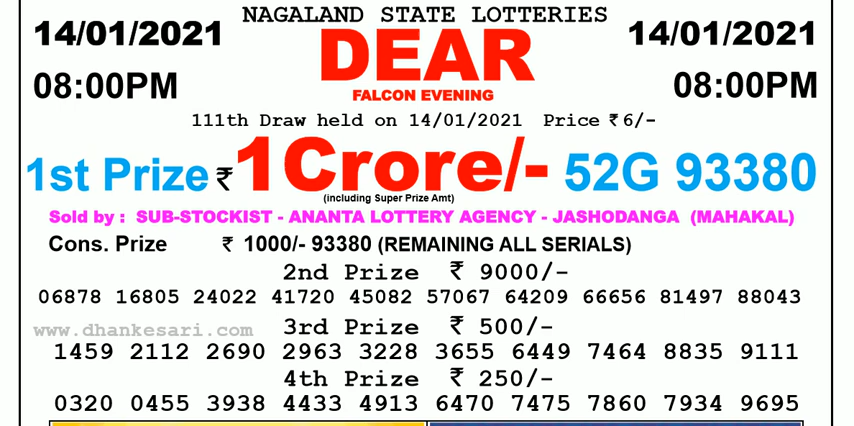 NAGALAND STATE LOTTERIES
14/01/2021 DEAR 14/01/2021
08:00PM FALCON EVENING 08:00PM
111th Draw held on 14/01/2021 Price ₹ 6/-
1st Prize ₹ 1Crore/- 52G 93380
(including Super Prize Amt)
Sold by : SUB-STOCKIST - ANANTA LOTTERY AGENCY - JASHODANGA (MAHAKAL)
Cons. Prize ₹ 1000/- 93380 (REMAINING ALL SERIALS)
2nd Prize ₹ 9000/-
06878 16805 24022 41720 45082 57067 64209 66656 81497 88043
www.dhankesari.com 3rd Prize ₹ 500/-
1459 2112 2690 2963 3228 3655 6449 7464 8835 9111
4th Prize ₹ 250/-
0320 0455 3938 4433 4913 6470 7475 7860 7934 9695